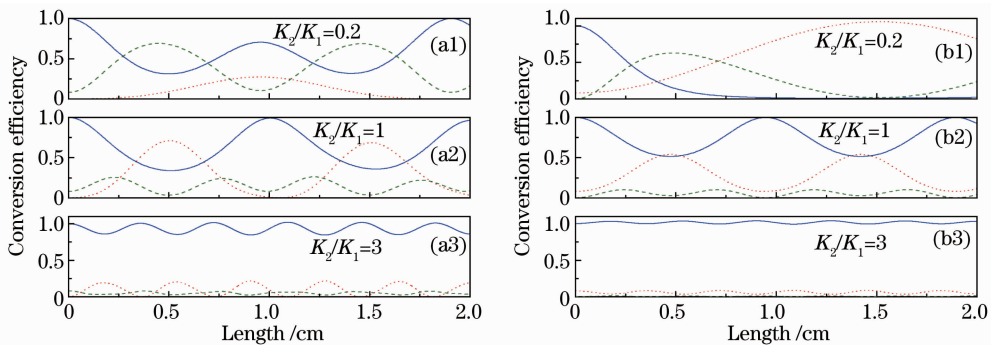 Conversion efficiency
1.0
0.5
0
K2/K1=0.2
(a1)
1.0
0.5
0
K2/K1=1
(a2)
1.0
0.5
0
K2/K1=3
(a3)
0 0.5 1.0 1.5 2.0
Length /cm
Conversion efficiency
1.0
0.5
0
K2/K1=0.2
(b1)
1.0
0.5
0
K2/K1=1
(b2)
1.0
0.5
0
K2/K1=3
(b3)
0 0.5 1.0 1.5 2.0
Length /cm